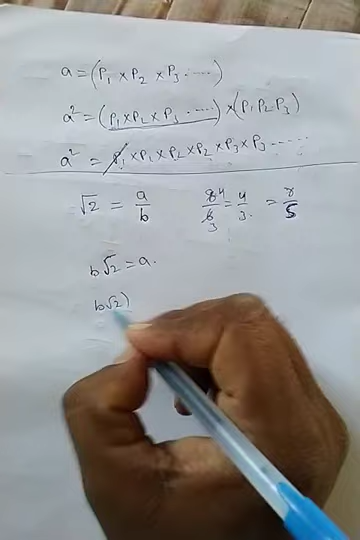 a = (P₁ × P₂ × P₃ .....)
a² = (P₁ × P₂ × P₃ .....) × (P₁ P₂ P₃)
a² = P₁ × P₁ × P₂ × P₂ × P₃ × P₃ .....
√2 = a/b 8/6 = 4/3 = r/s
b√2 = a.
b√2)